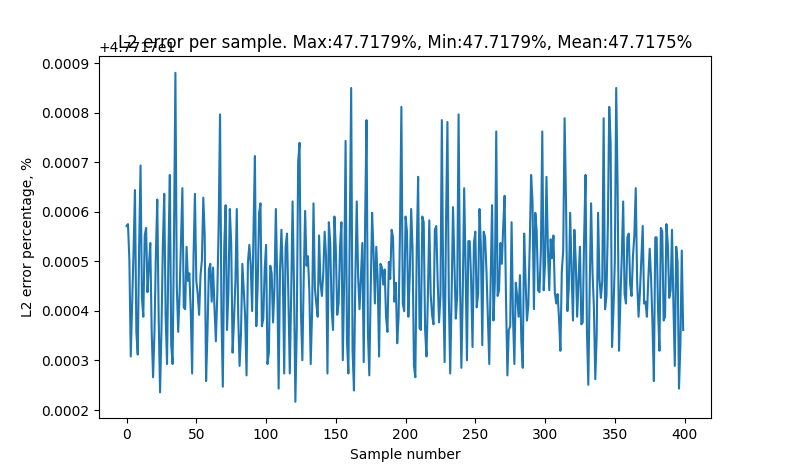 L2 error per sample. Max:47.7179%, Min:47.7179%, Mean:47.7175%
+4.7717e1
0.0009
0.0008
0.0007
0.0006
0.0005
0.0004
0.0003
0.0002
L2 error percentage, %
0 50 100 150 200 250 300 350 400
Sample number